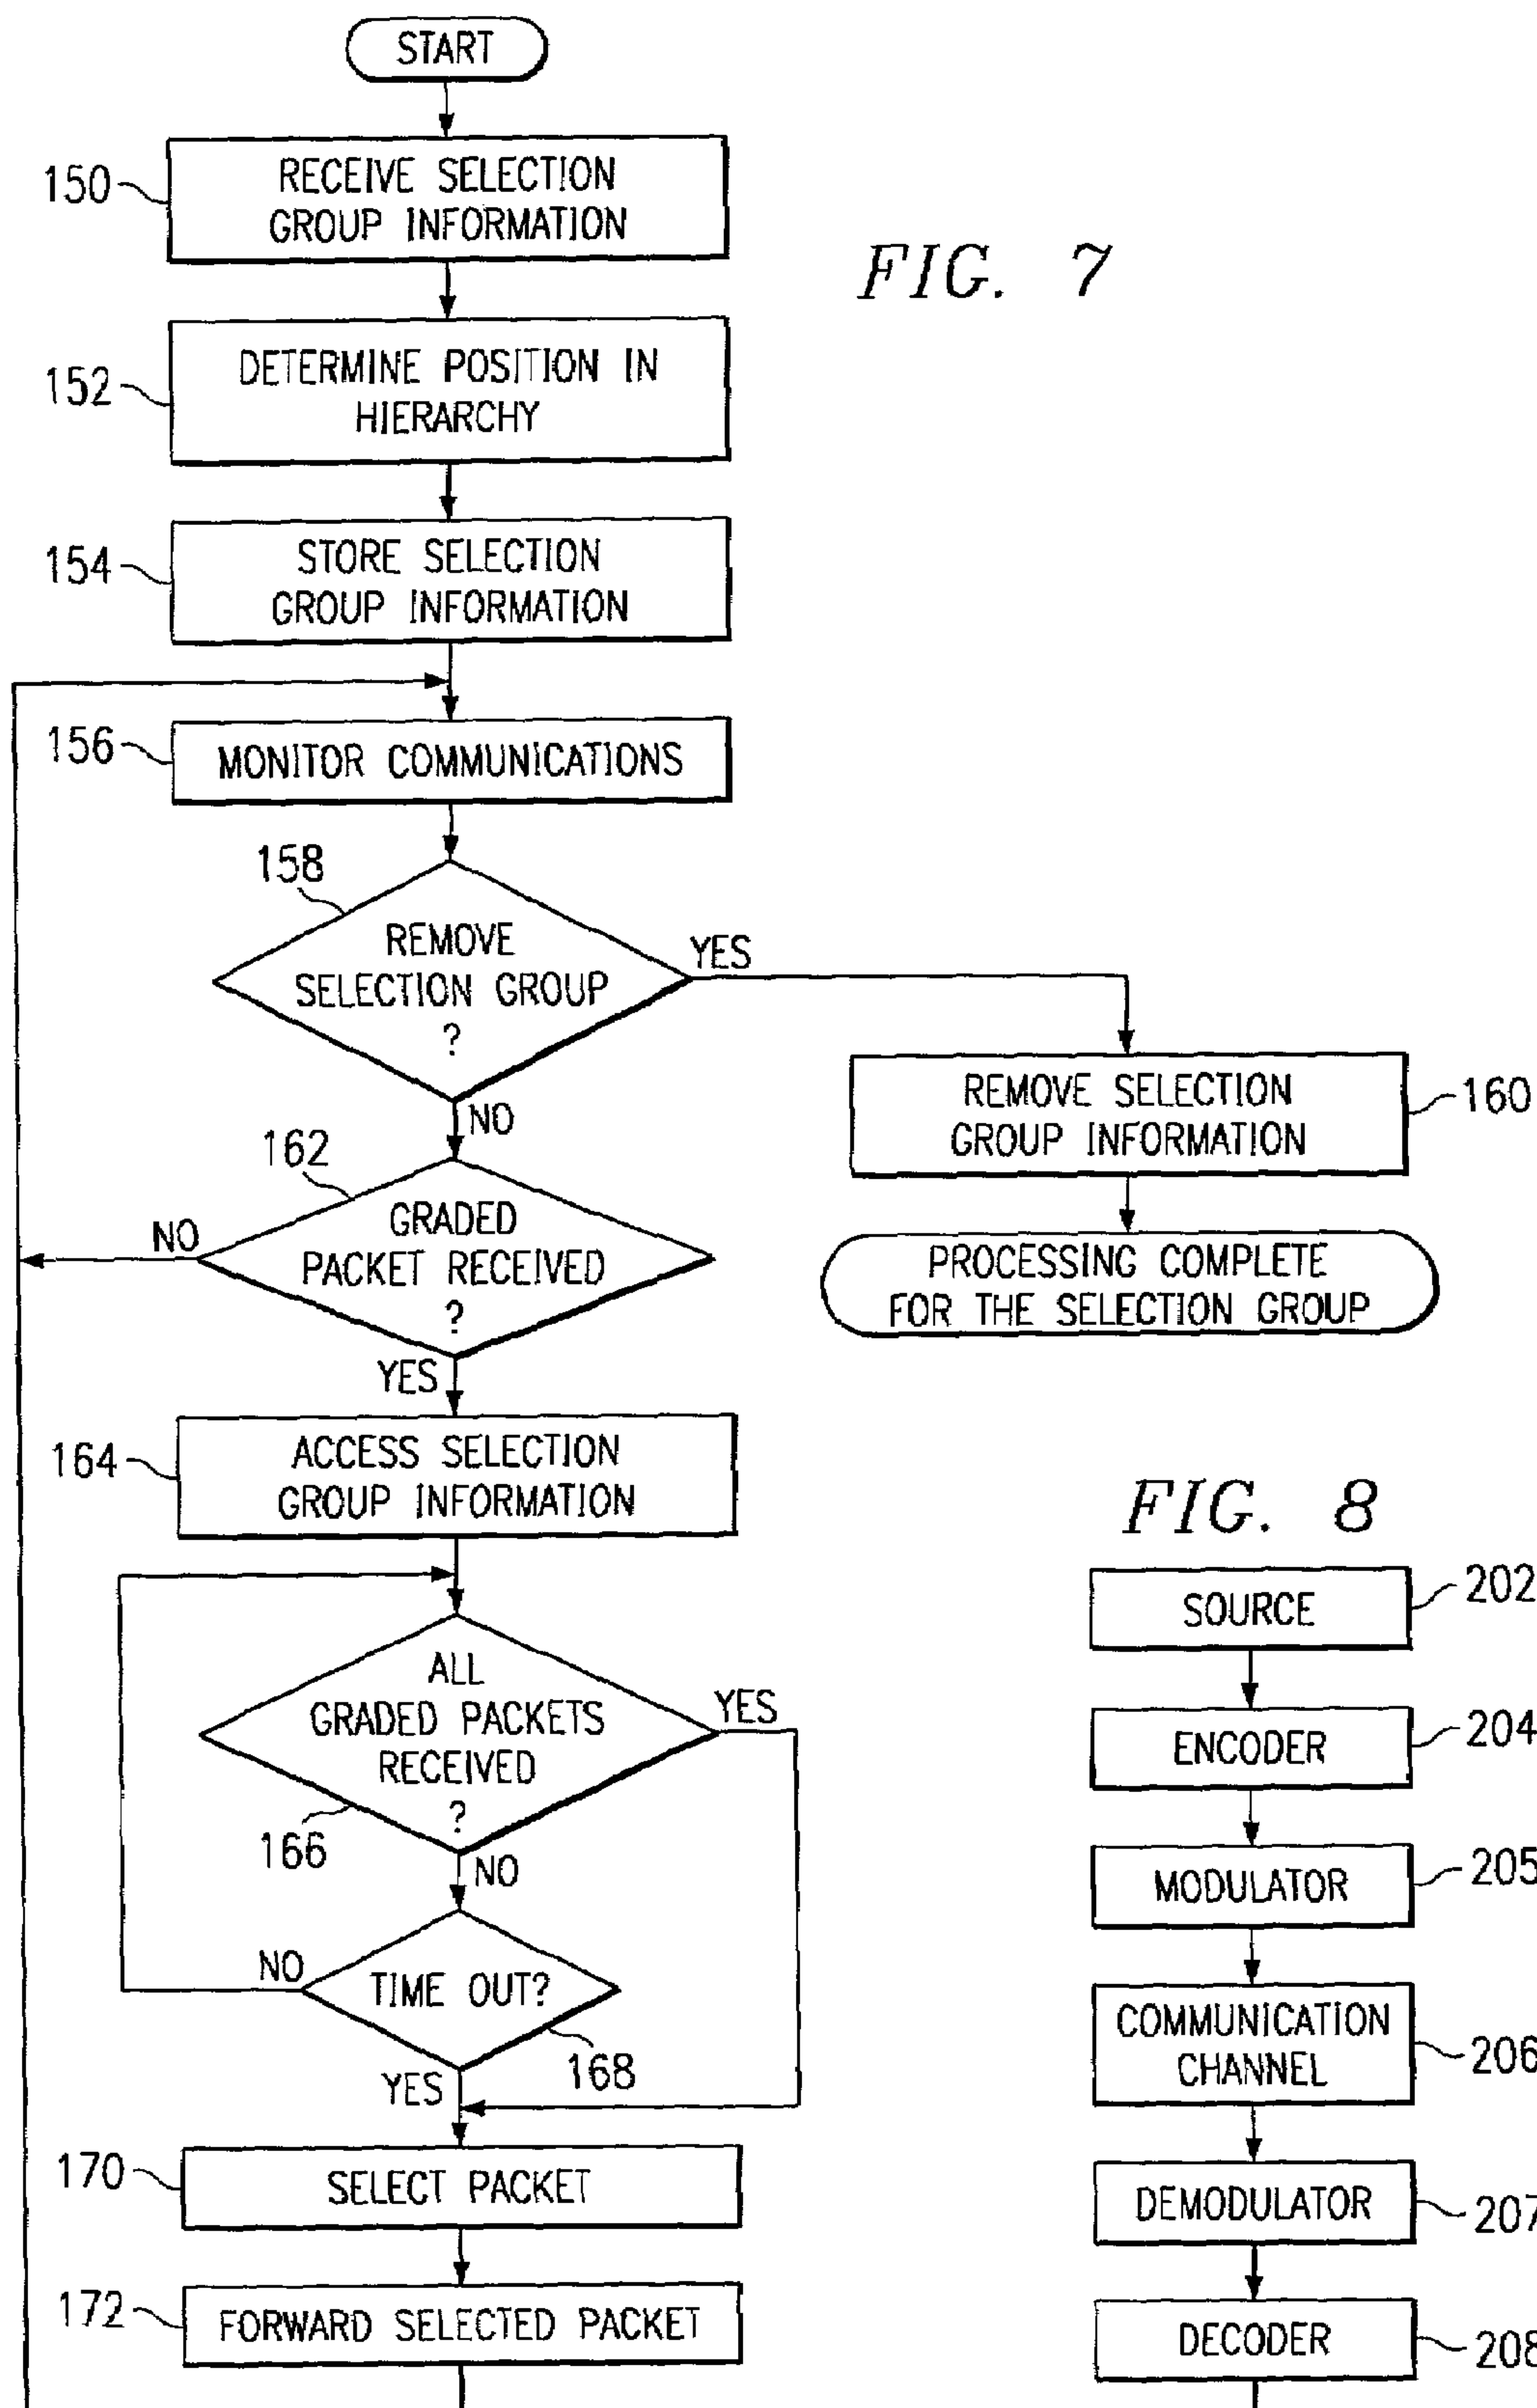 START
150
RECEIVE SELECTION
GROUP INFORMATION
FIG. 7
152
DETERMINE POSITION IN
HIERARCHY
154
STORE SELECTION
GROUP INFORMATION
156
MONITOR COMMUNICATIONS
158
REMOVE
SELECTION GROUP
?
YES
NO
REMOVE SELECTION
GROUP INFORMATION
160
PROCESSING COMPLETE
FOR THE SELECTION GROUP
162
GRADED
PACKET RECEIVED
?
NO
YES
164
ACCESS SELECTION
GROUP INFORMATION
ALL
GRADED PACKETS
RECEIVED
?
YES
166
NO
TIME OUT?
NO
168
YES
170
SELECT PACKET
172
FORWARD SELECTED PACKET
FIG. 8
SOURCE
202
ENCODER
204
MODULATOR
205
COMMUNICATION
CHANNEL
206
DEMODULATOR
207
DECODER
208